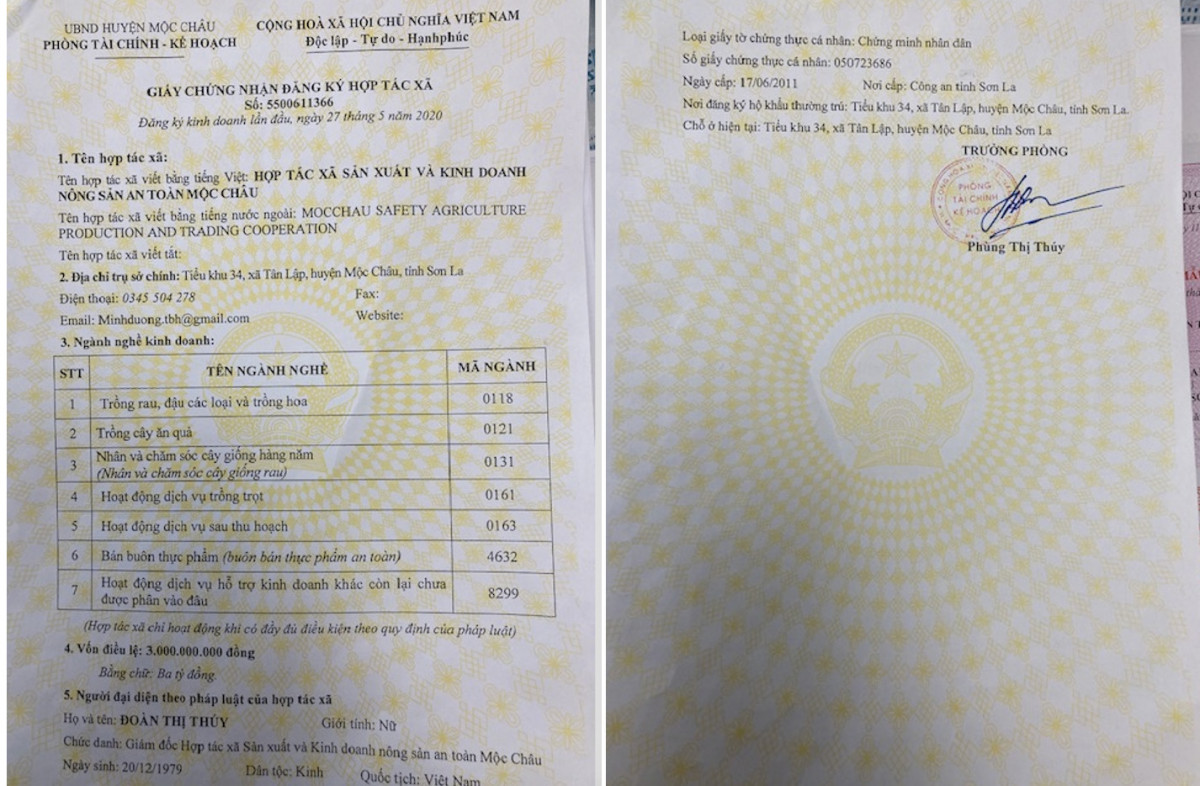 UBND HUYỆN MỘC CHÂU
PHÒNG TÀI CHÍNH - KẾ HOẠCH
CỘNG HOÀ XÃ HỘI CHỦ NGHĨA VIỆT NAM
Độc lập - Tự do - Hạnhphúc
GIẤY CHỨNG NHẬN ĐĂNG KÝ HỢP TÁC XÃ
Số: 5500611366
Đăng ký kinh doanh lần đầu, ngày 27 tháng 5 năm 2020
1. Tên hợp tác xã:
Tên hợp tác xã viết bằng tiếng Việt: HỢP TÁC XÃ SẢN XUẤT VÀ KINH DOANH
NÔNG SẢN AN TOÀN MỘC CHÂU
Tên hợp tác xã viết bằng tiếng nước ngoài: MOCCHAU SAFETY AGRICULTURE
PRODUCTION AND TRADING COOPERATION
Tên hợp tác xã viết tắt:
2. Địa chỉ trụ sở chính: Tiểu khu 34, xã Tân Lập, huyện Mộc Châu, tỉnh Sơn La
Điện thoại: 0345 504 278 Fax:
Email: Minhduong.tbh@gmail.com Website:
3. Ngành nghề kinh doanh:
STT TÊN NGÀNH NGHỀ MÃ NGÀNH
1 Trồng rau, đậu các loại và trồng hoa 0118
2 Trồng cây ăn quả 0121
3 Nhân và chăm sóc cây giống hàng năm 0131
(Nhân và chăm sóc cây giống rau)
4 Hoạt động dịch vụ trồng trọt 0161
5 Hoạt động dịch vụ sau thu hoạch 0163
6 Bán buôn thực phẩm (buôn bán thực phẩm an toàn) 4632
7 Hoạt động dịch vụ hỗ trợ kinh doanh khác còn lại chưa 8299
được phân vào đâu
(Hợp tác xã chỉ hoạt động khi có đầy đủ điều kiện theo quy định của pháp luật)
4. Vốn điều lệ: 3.000.000.000 đồng
Bằng chữ: Ba tỷ đồng.
5. Người đại diện theo pháp luật của hợp tác xã
Họ và tên: ĐOÀN THỊ THỦY Giới tính: Nữ
Chức danh: Giám đốc Hợp tác xã Sản xuất và Kinh doanh nông sản an toàn Mộc Châu
Ngày sinh: 20/12/1979 Dân tộc: Kinh Quốc tịch: Việt Nam
Loại giấy tờ chứng thực cá nhân: Chứng minh nhân dân
Số giấy chứng thực cá nhân: 050723686
Ngày cấp: 17/06/2011 Nơi cấp: Công an tỉnh Sơn La
Nơi đăng ký hộ khẩu thường trú: Tiểu khu 34, xã Tân Lập, huyện Mộc Châu, tỉnh Sơn La.
Chỗ ở hiện tại: Tiểu khu 34, xã Tân Lập, huyện Mộc Châu, tỉnh Sơn La
TRƯỞNG PHÒNG
PHÒNG
TÀI CHÍNH
KẾ HOẠCH
Phùng Thị Thúy